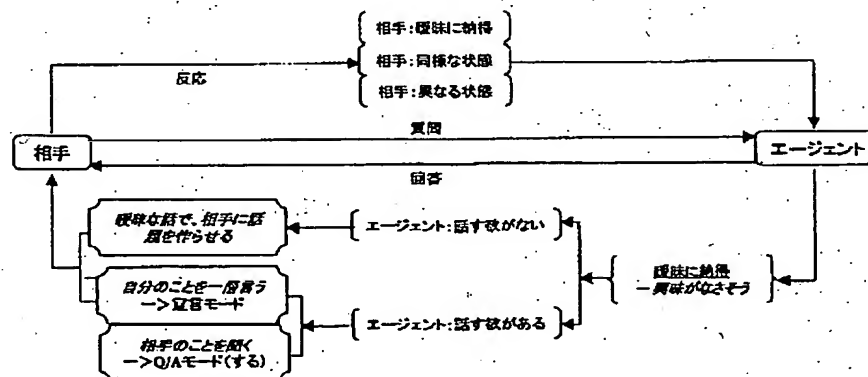 相手：曖昧に納得
相手：同様な状態
相手：異なる状態
反応
質問
相手
エージェント
回答
曖昧な話で、相手に話
題を作らせる
エージェント：話す欲がない
曖昧に納得
－興味がなさそう
自分のことを一度言う
－＞宣言モード
エージェント：話す欲がある
相手のことを聞く
－＞Q/Aモード(する)